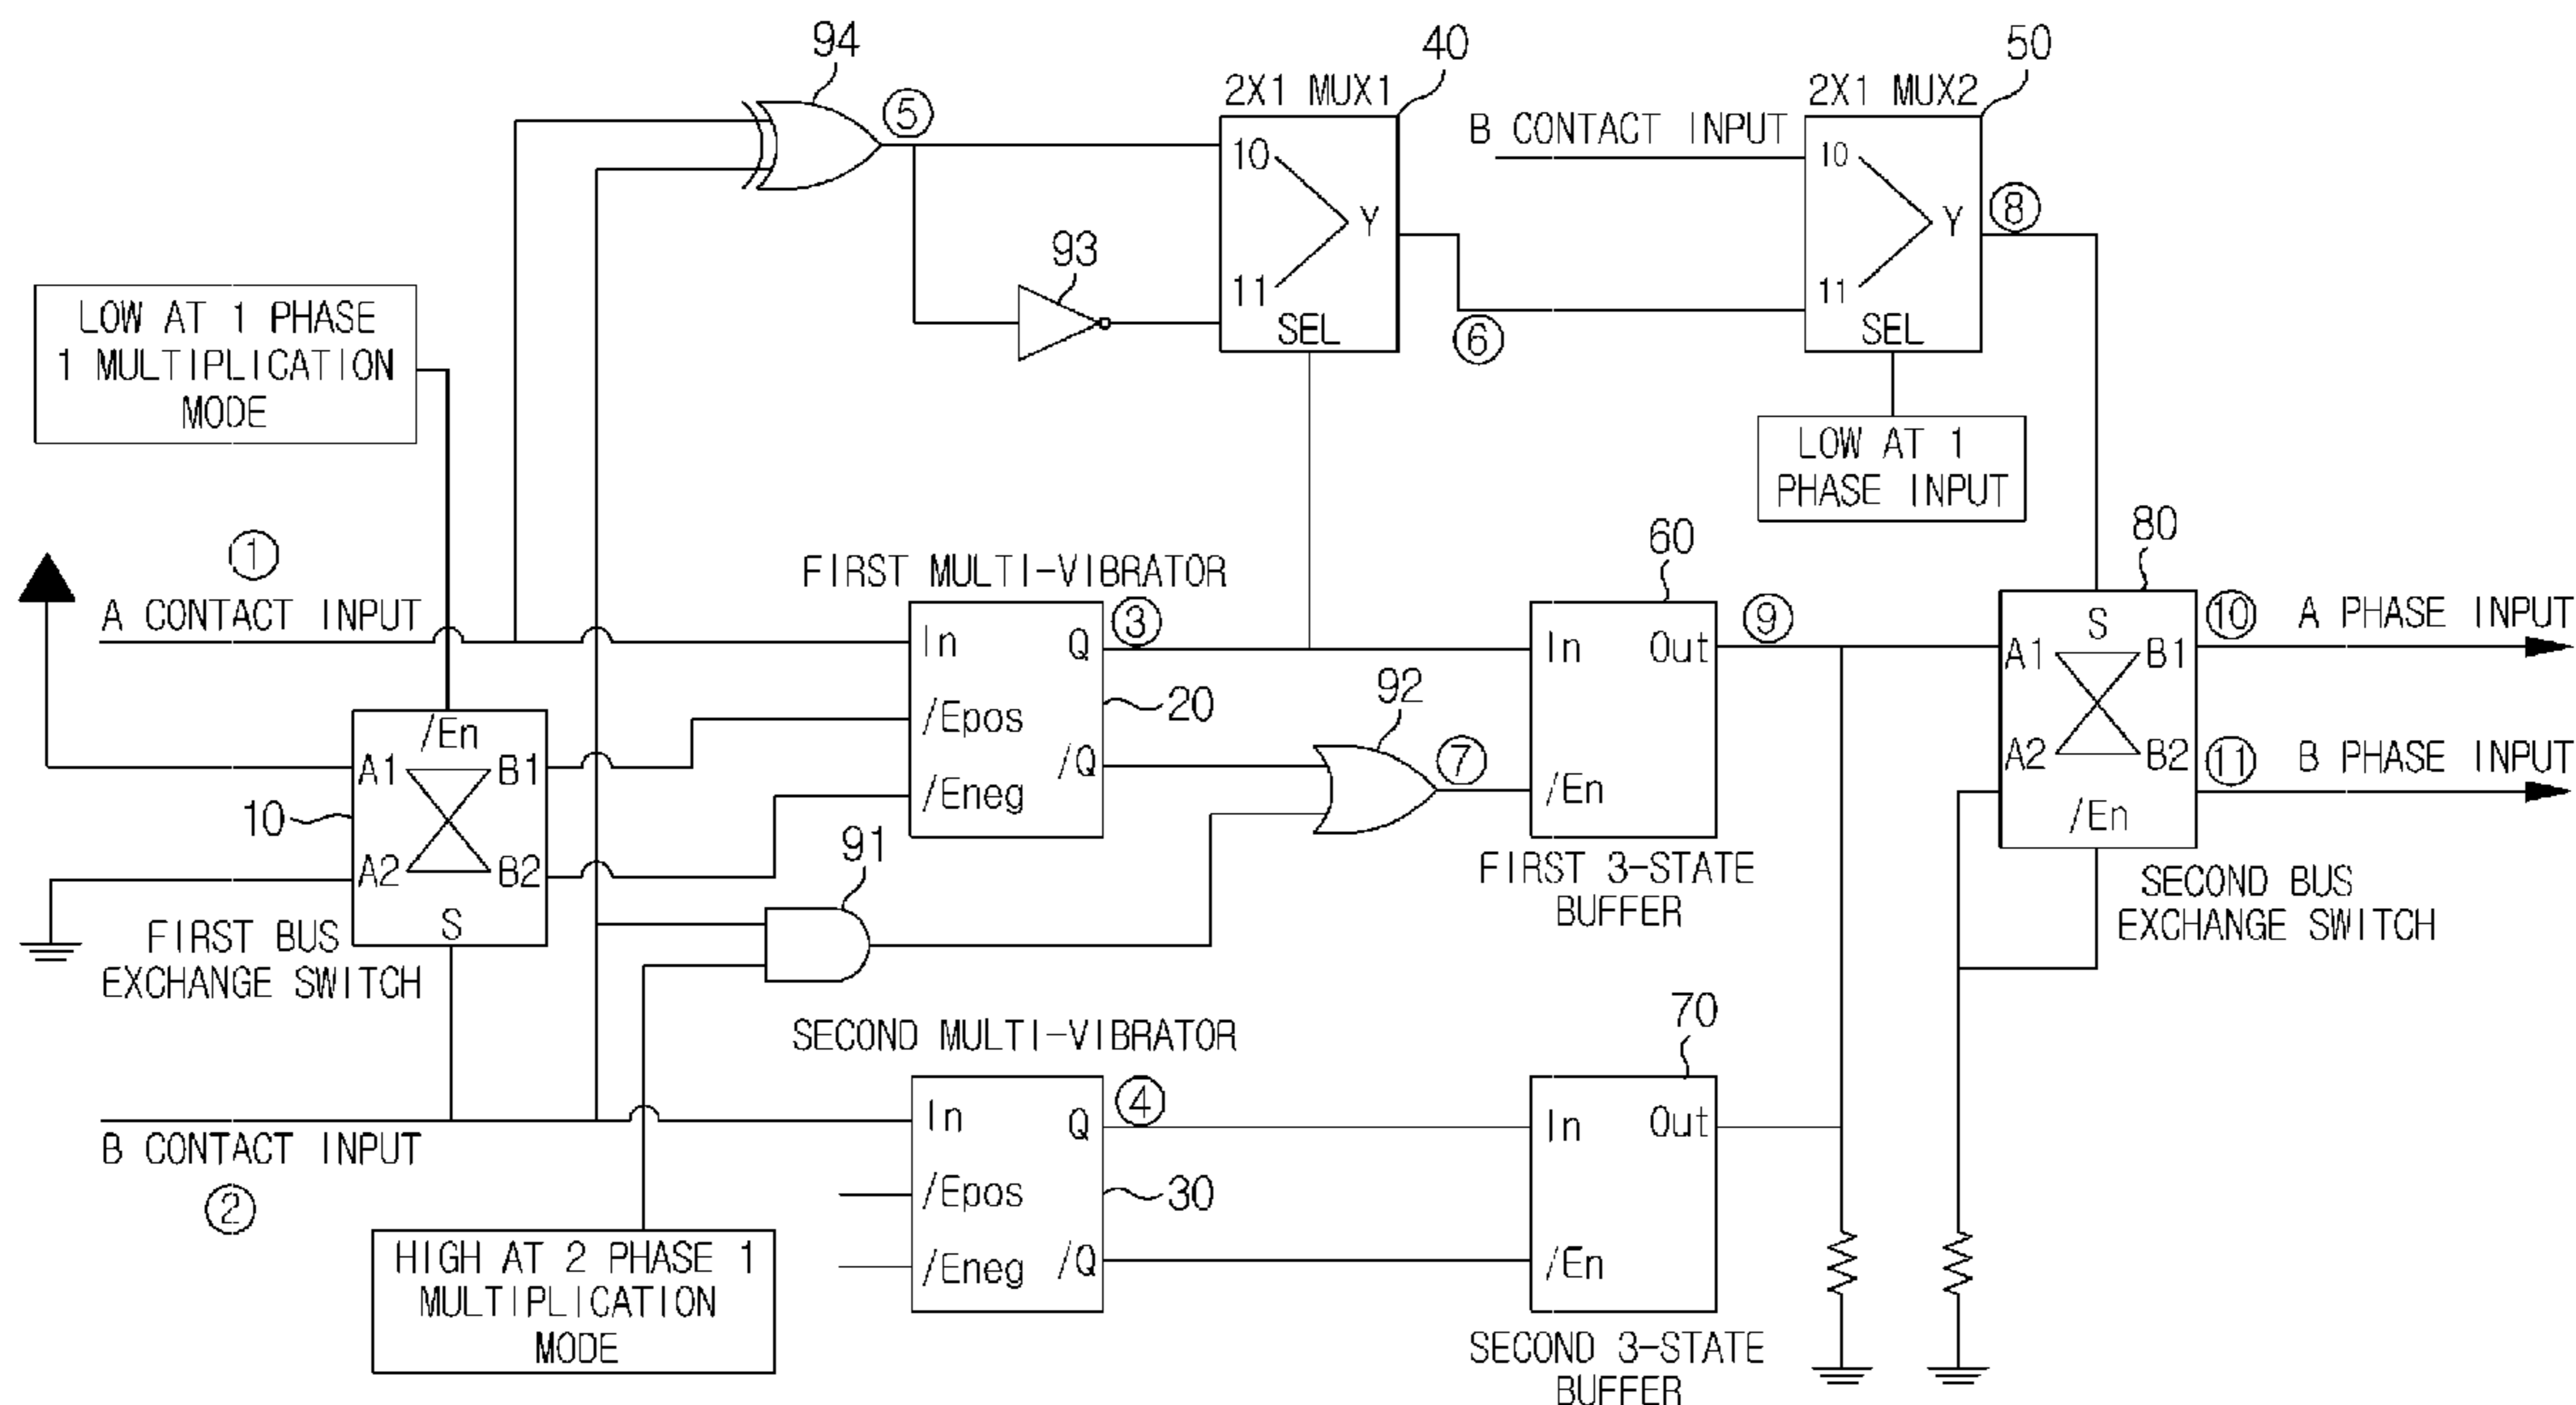 94
5
2X1 MUX1
40
10
11
Y
SEL
93
6
B CONTACT INPUT
2X1 MUX2
50
10
11
Y
SEL
8
LOW AT 1
PHASE INPUT
LOW AT 1 PHASE
1 MULTIPLICATION
MODE
1
A CONTACT INPUT
/En
A1
B1
A2
B2
S
10
FIRST BUS
EXCHANGE SWITCH
FIRST MULTI-VIBRATOR
In
Q
/Epos
/Q
/Eneg
3
20
91
92
7
60
In
Out
/En
FIRST 3-STATE
BUFFER
9
80
S
A1
B1
A2
B2
/En
10
A PHASE INPUT
11
B PHASE INPUT
SECOND BUS
EXCHANGE SWITCH
B CONTACT INPUT
2
HIGH AT 2 PHASE 1
MULTIPLICATION
MODE
SECOND MULTI-VIBRATOR
In
Q
/Epos
/Eneg
/Q
4
30
70
In
Out
/En
SECOND 3-STATE
BUFFER